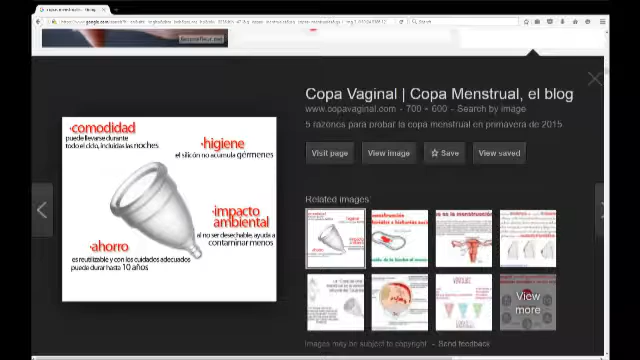 Copa Vaginal | Copa Menstrual, el blog
www.copavaginal.com - 700 × 600 - Search by image
5 razones para probar la copa menstrual en primavera de 2015
Visit page
View image
Save
View saved
·comodidad
puede llevarse durante
todo el ciclo, incluidas las noches
·higiene
el silicón no acumula gérmenes
·impacto
ambiental
al no ser desechable, ayuda a
contaminar menos
·ahorro
es reutilizable y con los cuidados adecuados
puede durar hasta 10 años
Related images
View
more
Images may be subject to copyright. - Send feedback